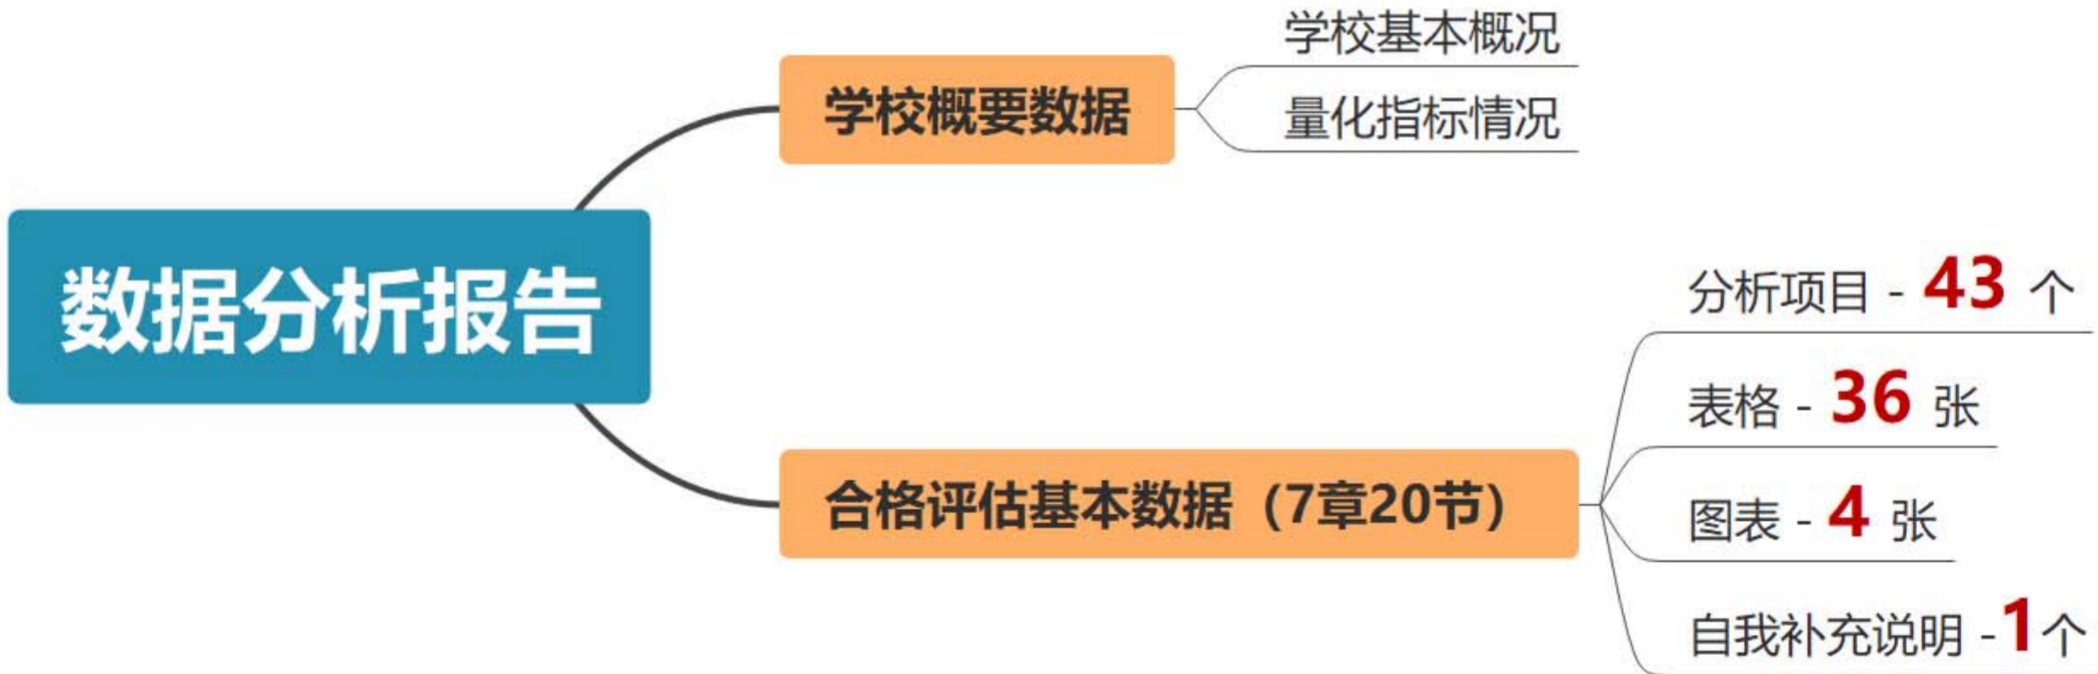 学校基本概况
学校概要数据
量化指标情况
数据分析报告
分析项目 - 43 个
表格 - 36 张
合格评估基本数据（7章20节）
图表 - 4 张
自我补充说明 -1个